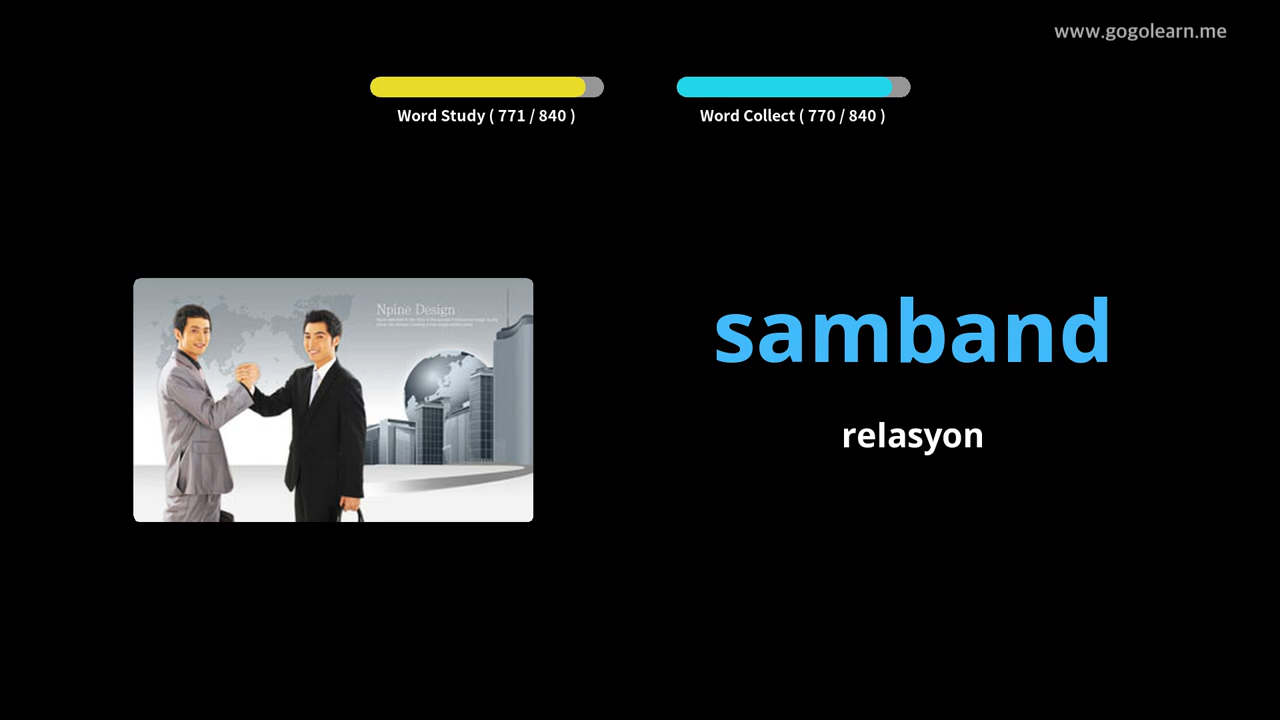 www.gogolearn.me
Word Study ( 771 / 840 )
Word Collect ( 770 / 840 )
Npine Design
samband
relasyon